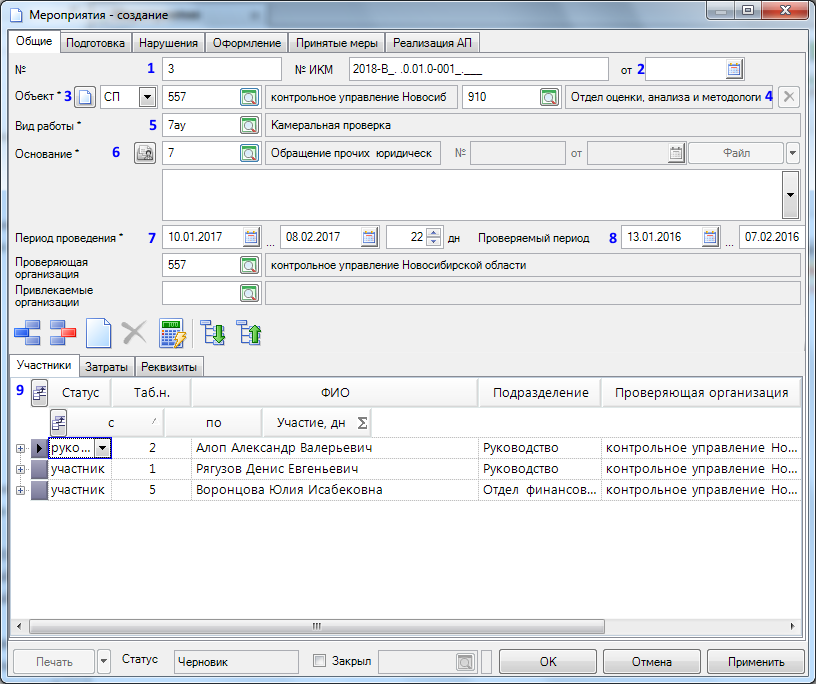 Мероприятия - создание
Общие Подготовка Нарушения Оформление Принятые меры Реализация АП
№ 1 3 № ИКМ 2018-В_. .0.01.0-001_.___ от 2
Объект * 3 СП 557 контрольное управление Новосиб 910 Отдел оценки, анализа и методологи 4
Вид работы * 5 7ау Камеральная проверка
Основание * 6 7 Обращение прочих юридическ № от Файл
Период проведения * 7 10.01.2017 ... 08.02.2017 22 дн Проверяемый период 8 13.01.2016 ... 07.02.2016
Проверяющая
организация 557 контрольное управление Новосибирской области
Привлекаемые
организации
Участники Затраты Реквизиты
9 Статус Таб.н. ФИО Подразделение Проверяющая организация
с по Участие, дн Σ
руко... 2 Алоп Александр Валерьевич Руководство контрольное управление Но...
участник 1 Рягузов Денис Евгеньевич Руководство контрольное управление Но...
участник 5 Воронцова Юлия Исабековна Отдел финансов... контрольное управление Но...
Печать Статус Черновик Закрыл OK Отмена Применить